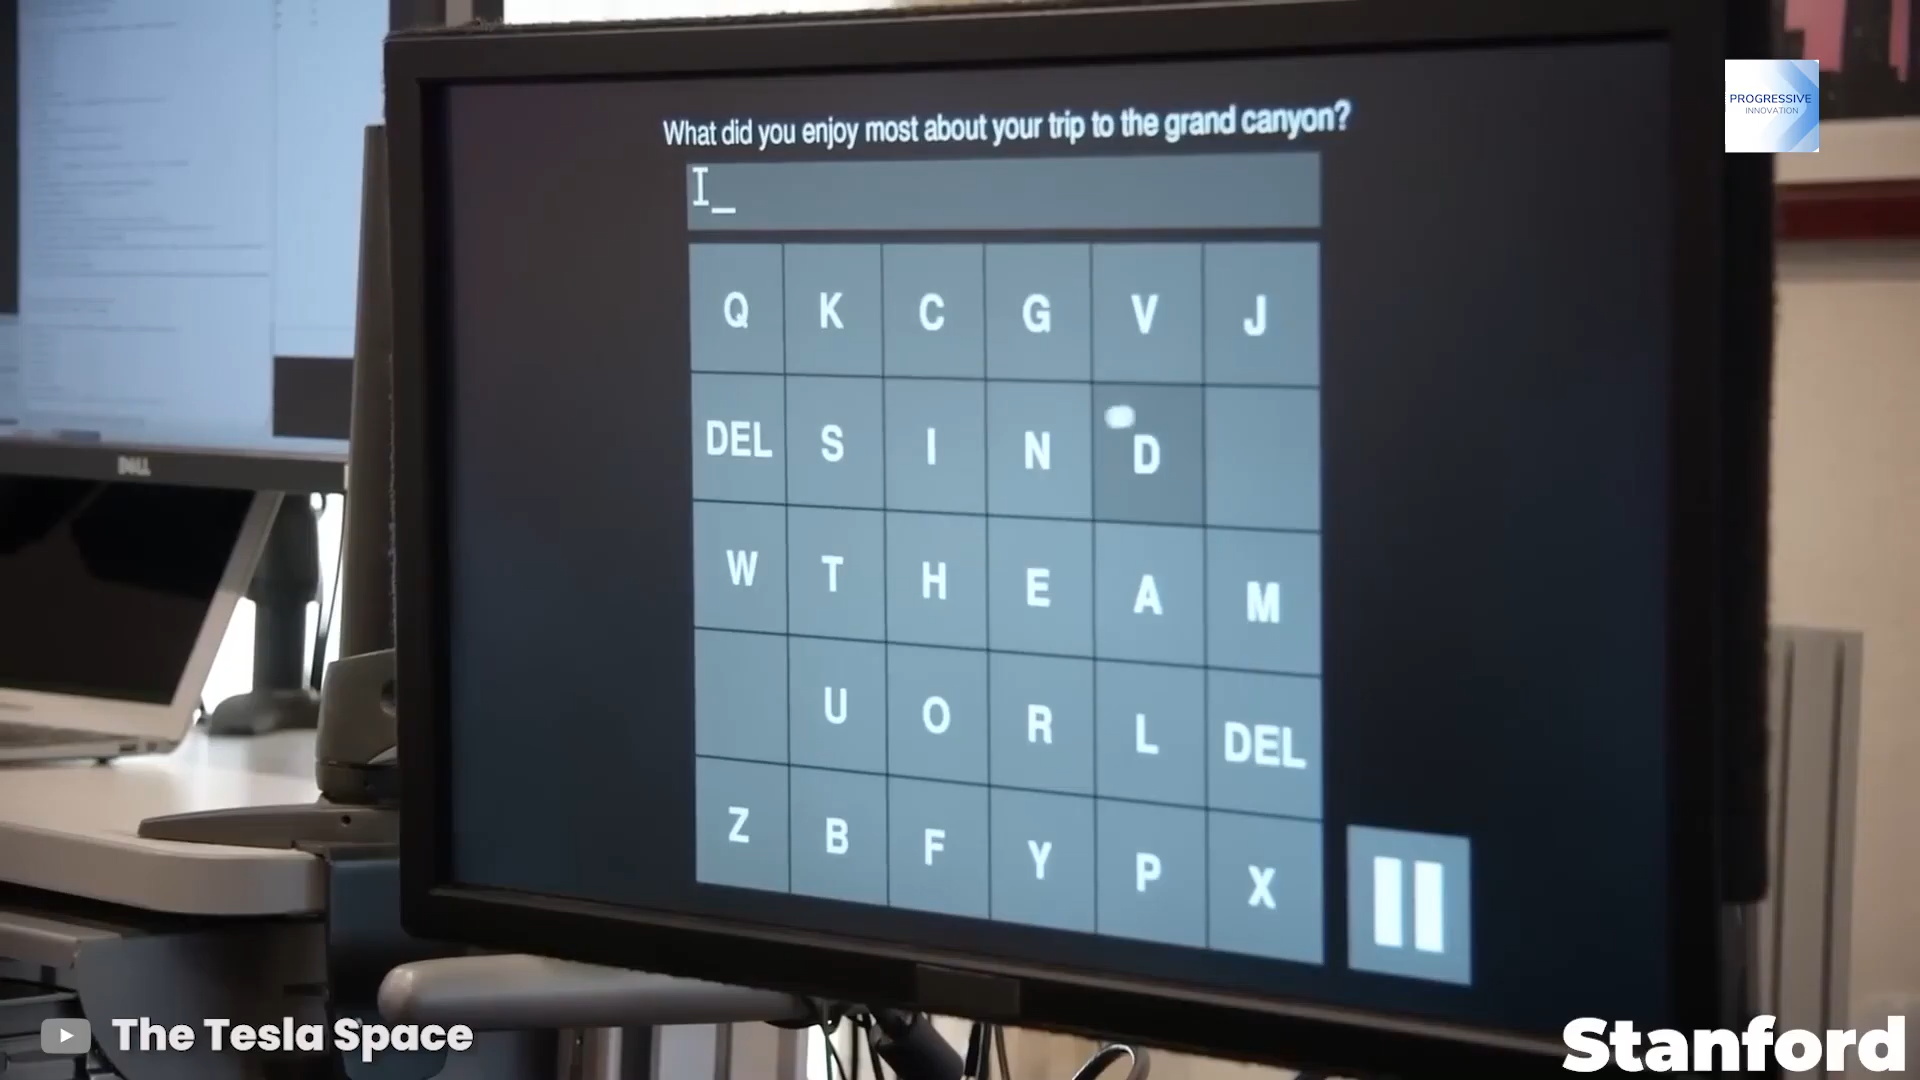 PROGRESSIVE
INNOVATION
What did you enjoy most about your trip to the grand canyon?
I_
Q K C G V J
DEL S I N D
W T H E A M
U O R L DEL
Z B F Y P X
DELL
The Tesla Space
Stanford